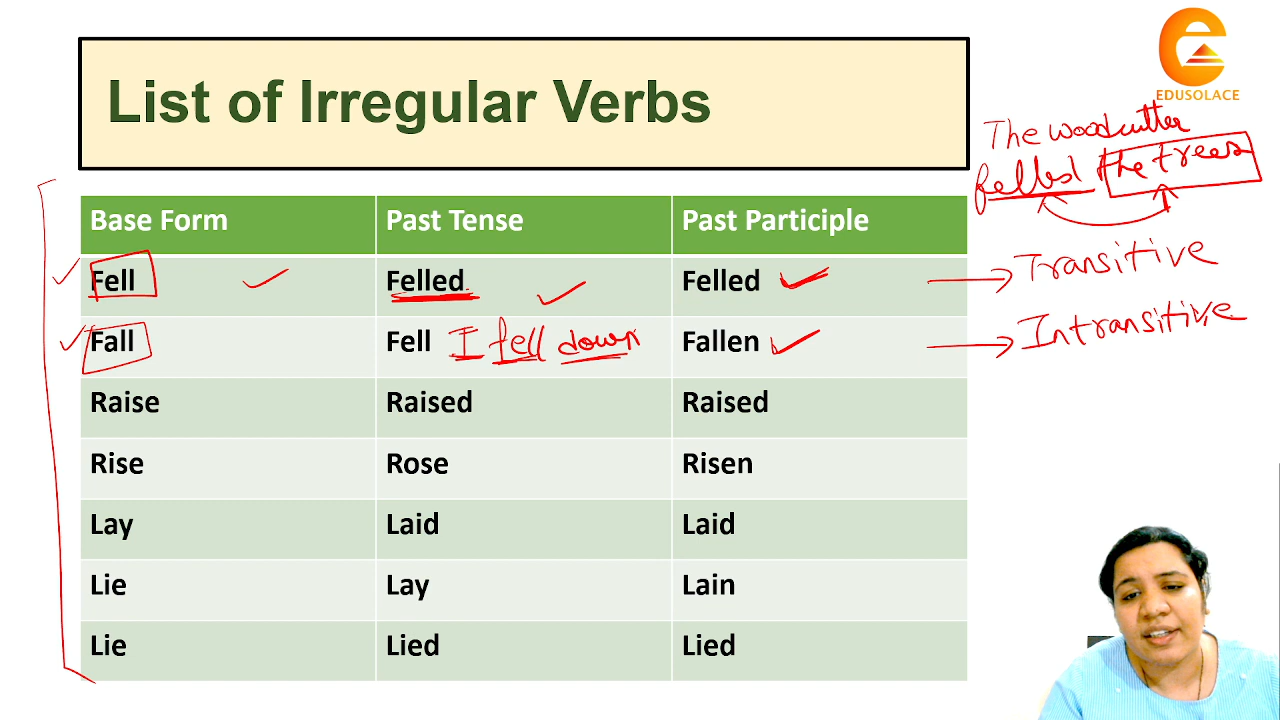 List of Irregular Verbs
EDUSOLACE
The woodcutter
felled the trees
Base Form Past Tense Past Participle
Fell Felled Felled → Transitive
Fall Fell I fell down Fallen → Intransitive
Raise Raised Raised
Rise Rose Risen
Lay Laid Laid
Lie Lay Lain
Lie Lied Lied